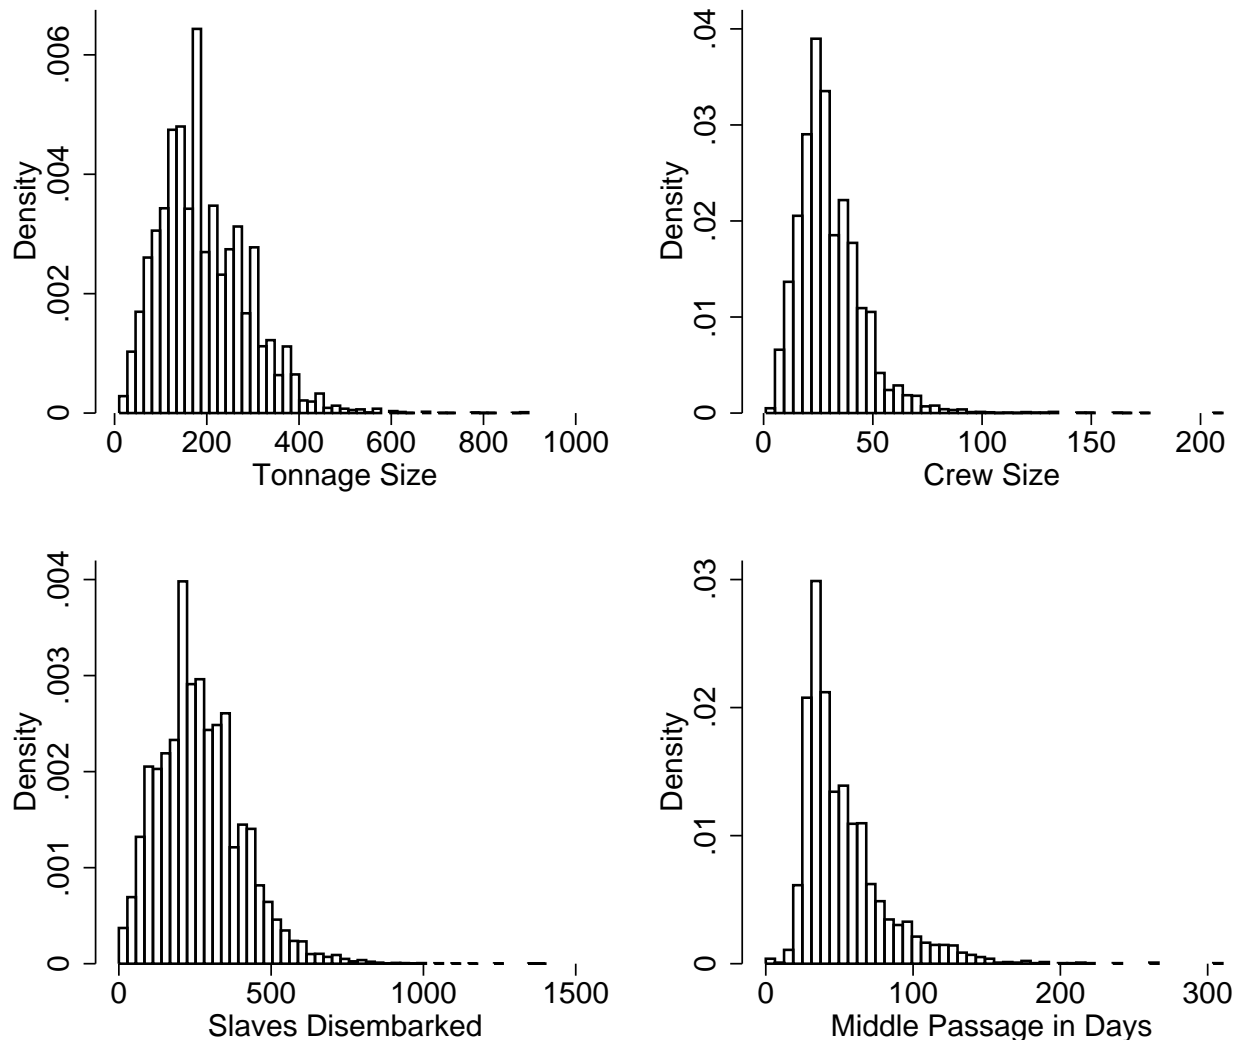 Density
0 .002 .004 .006
0 200 400 600 800 1000
Tonnage Size
Density
0 .01 .02 .03 .04
0 50 100 150 200
Crew Size
Density
0 .001 .002 .003 .004
0 500 1000 1500
Slaves Disembarked
Density
0 .01 .02 .03
0 100 200 300
Middle Passage in Days